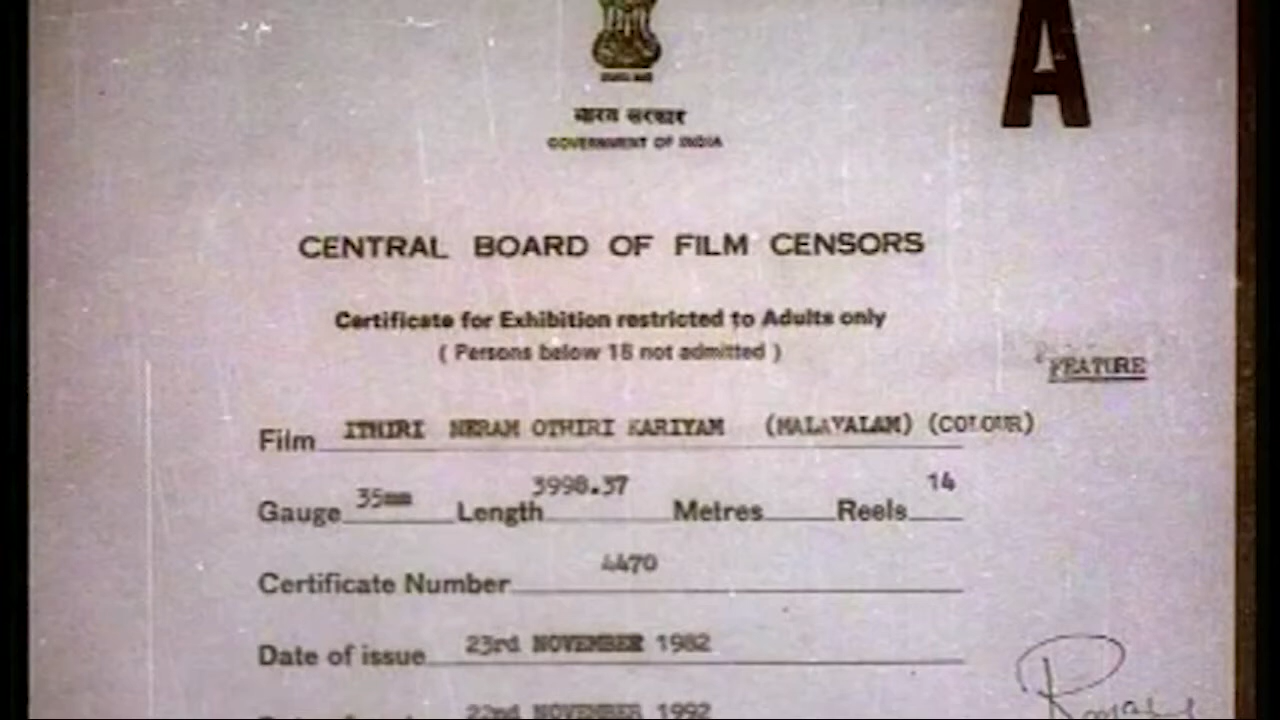 A
भारत सरकार
GOVERNMENT OF INDIA
CENTRAL BOARD OF FILM CENSORS
Certificate for Exhibition restricted to Adults only
( Persons below 18 not admitted )
FEATURE
Film ITHIRI NERAM OTHIRI KARIYAM (MALAYALAM) (COLOUR)
Gauge 35mm Length 3998.37 Metres Reels 14
Certificate Number 4470
Date of issue 23rd NOVEMBER 1982
22nd NOVEMBER 1992